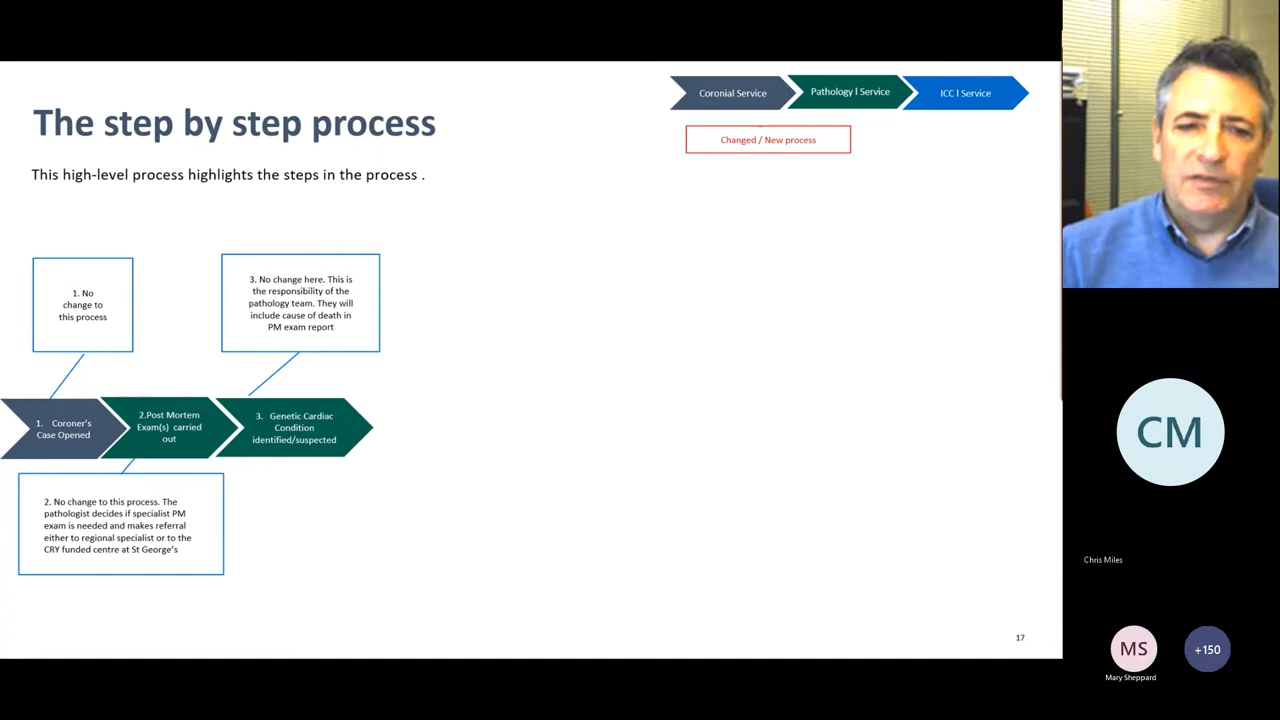 The step by step process
This high-level process highlights the steps in the process .
Coronial Service
Pathology l Service
ICC l Service
Changed / New process
1. No
change to
this process
3. No change here. This is
the responsibility of the
pathology team. They will
include cause of death in
PM exam report
1. Coroner's
Case Opened
2.Post Mortem
Exam(s) carried
out
3. Genetic Cardiac
Condition
identified/suspected
2. No change to this process. The
pathologist decides if specialist PM
exam is needed and makes referral
either to regional specialist or to the
CRY funded centre at St George's
17
CM
Chris Miles
MS
Mary Sheppard
+150